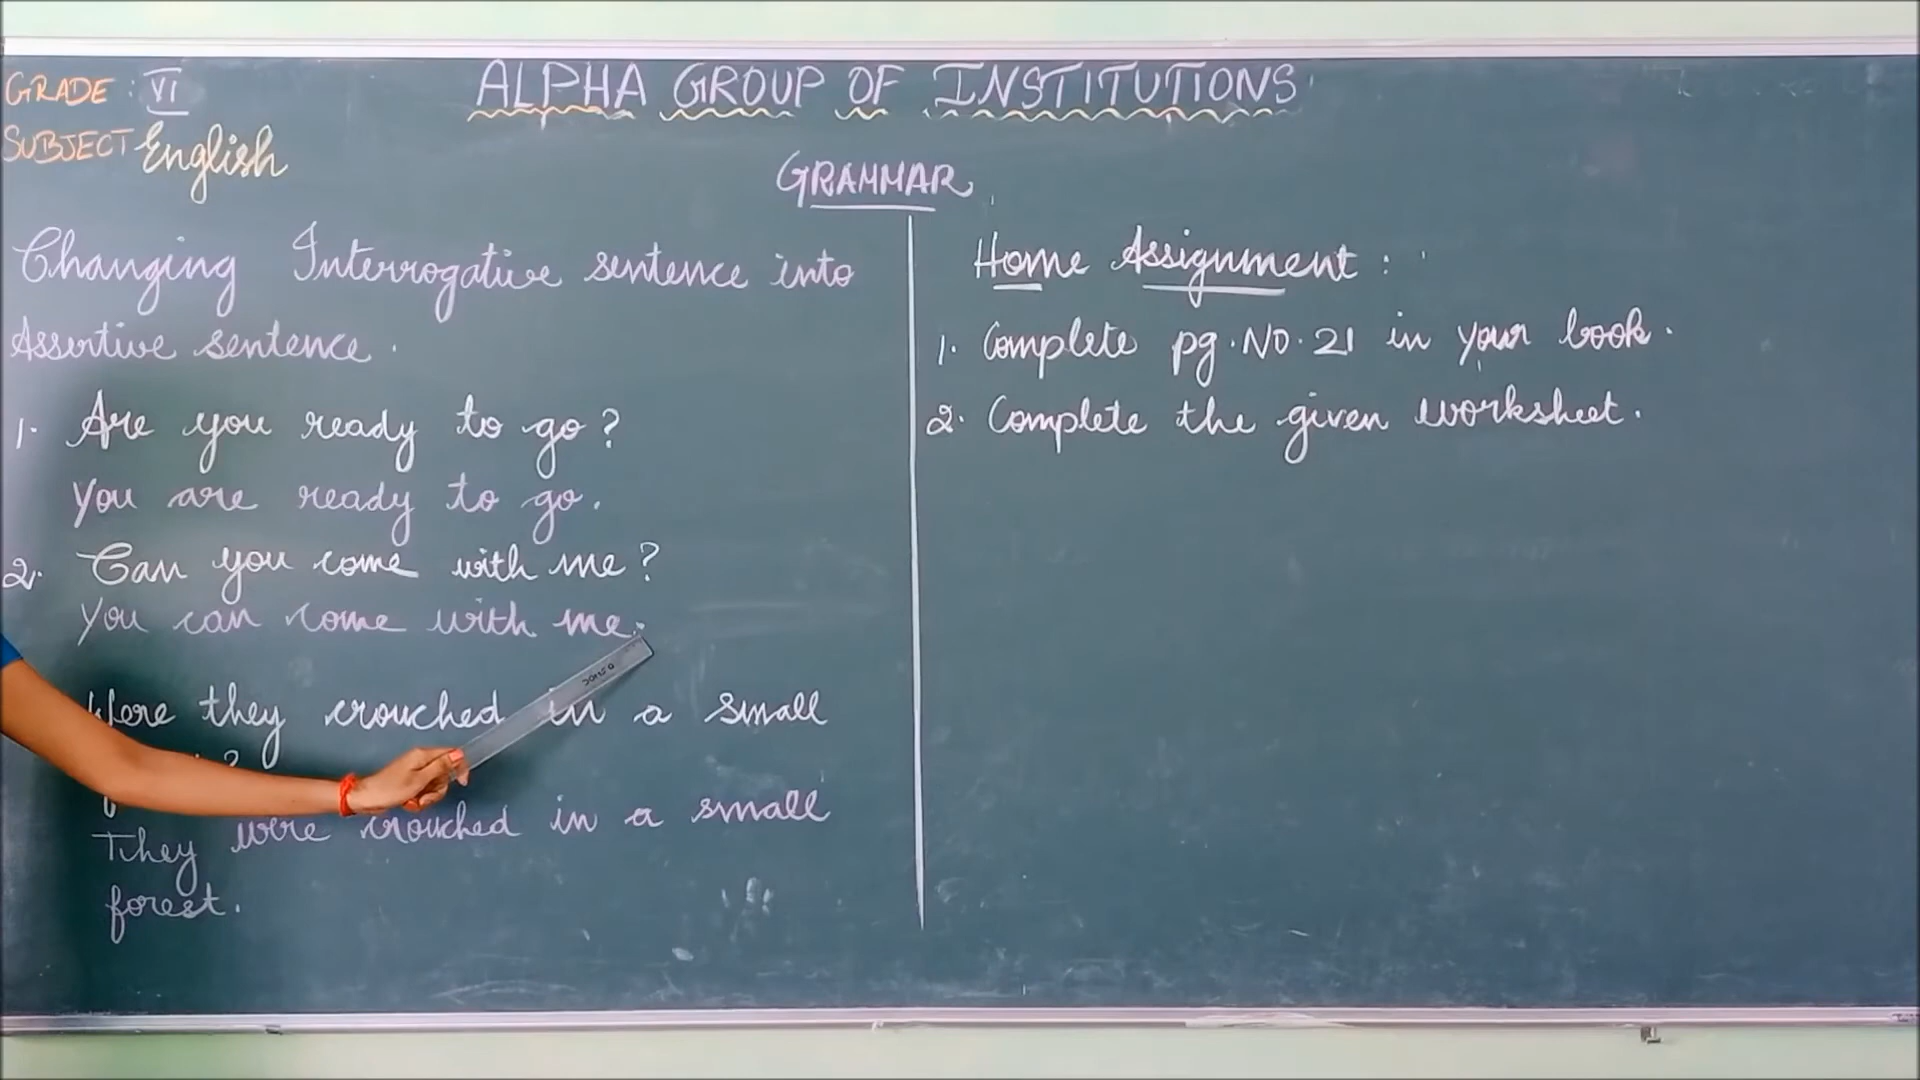 GRADE : VI
ALPHA GROUP OF INSTITUTIONS
SUBJECT English
GRAMMAR
Changing Interrogative sentence into
Assertive sentence.
1. Are you ready to go?
You are ready to go.
2. Can you come with me?
You can come with me.
Were they crouched in a small
?
They were crouched in a small
forest.
Home Assignment :
1. Complete pg.No.21 in your book.
2. Complete the given worksheet.